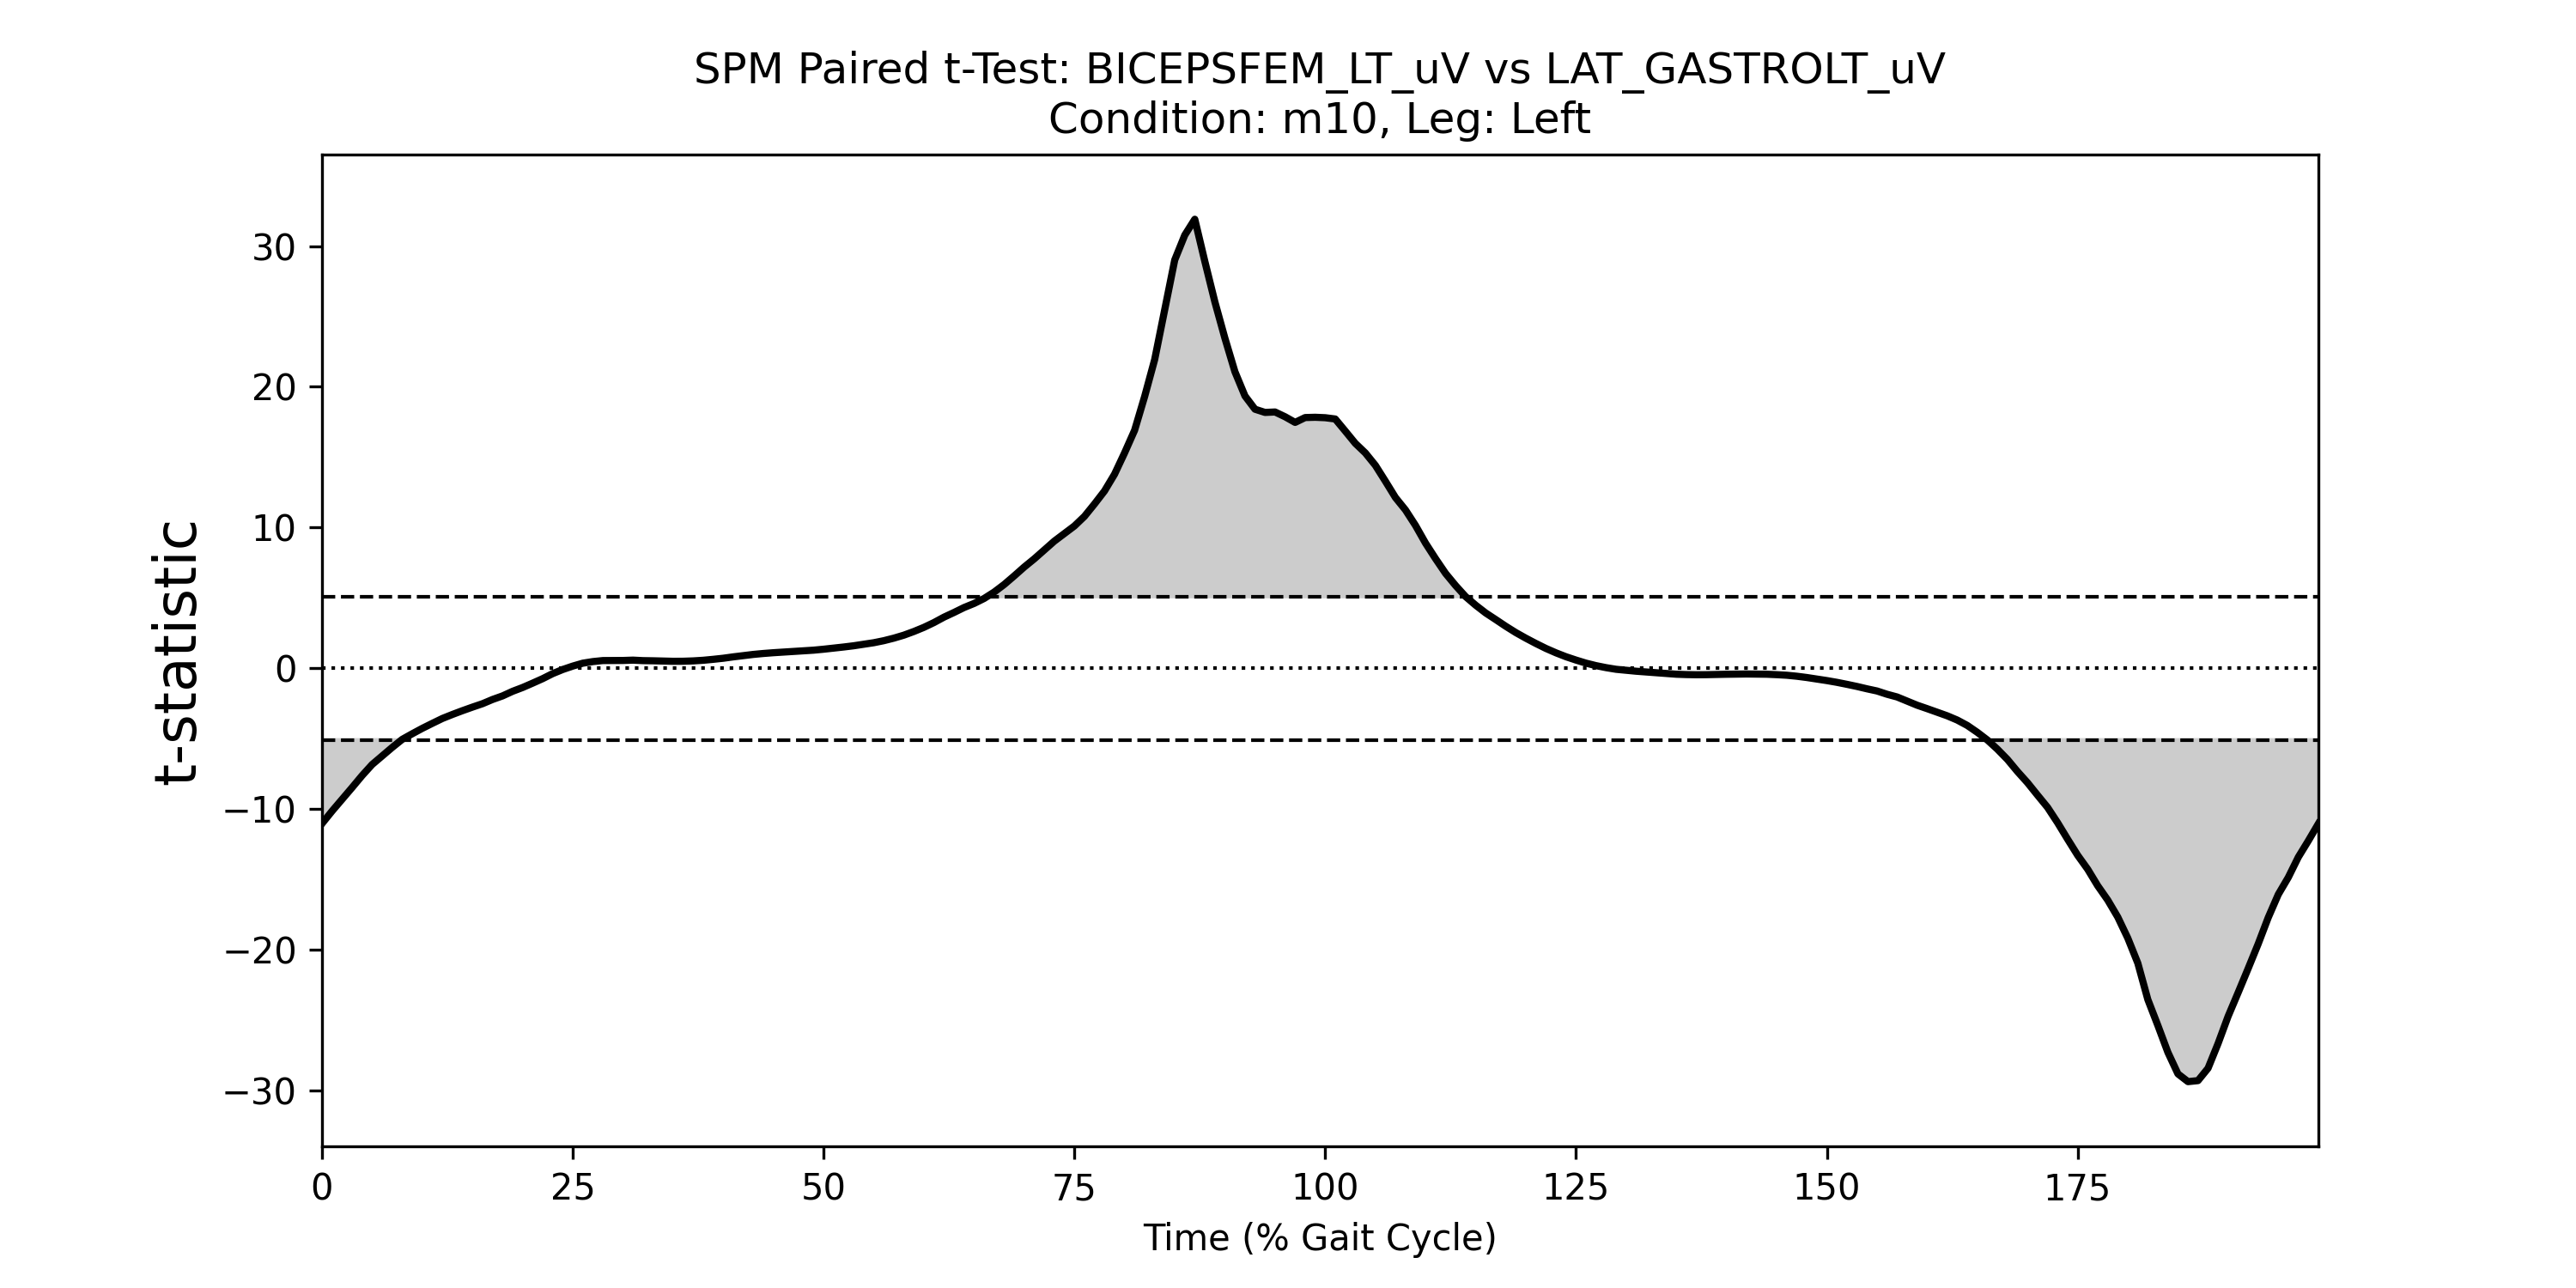 SPM Paired t-Test: BICEPSFEM_LT_uV vs LAT_GASTROLT_uV
Condition: m10, Leg: Left
t-statistic
30
20
10
0
−10
−20
−30
0 25 50 75 100 125 150 175
Time (% Gait Cycle)